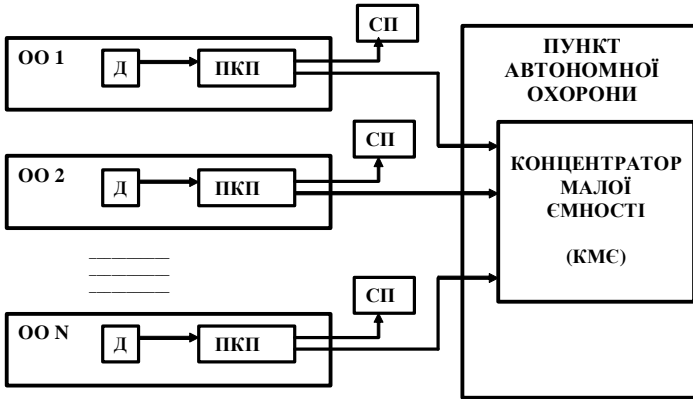 СП
ОО 1
Д
ПКП
ПУНКТ
АВТОНОМНОЇ
ОХОРОНИ
СП
ОО 2
Д
ПКП
КОНЦЕНТРАТОР
МАЛОЇ
ЄМНОСТІ
(КМЄ)
СП
ОО N
Д
ПКП